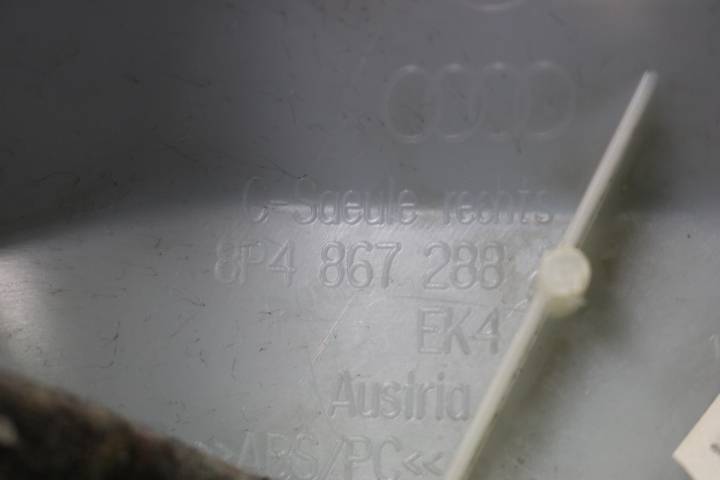 C-Saeule rechts
8P4 867 288
EK4
Austria
>>ABS/PC<<